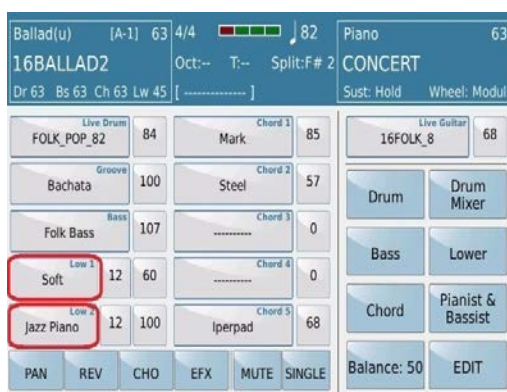 Ballad(u) [A-1] 63
16BALLAD2
Dr 63 Bs 63 Ch 63 Lw 45
4/4 82
Oct:-- T:-- Split:F# 2
[ -------------- ]
Piano 63
CONCERT
Sust: Hold Wheel: Modul
Live Drum
FOLK_POP_82 84
Chord 1
Mark 85
Live Guitar
16FOLK_8 68
Groove
Bachata 100
Chord 2
Steel 57
Drum
Drum Mixer
Bass
Folk Bass 107
Chord 3
---------- 0
Bass
Lower
Low 1
Soft 12 60
Chord 4
---------- 0
Chord
Pianist & Bassist
Low 2
Jazz Piano 12 100
Chord 5
Iperpad 68
PAN REV CHO EFX MUTE SINGLE
Balance: 50 EDIT